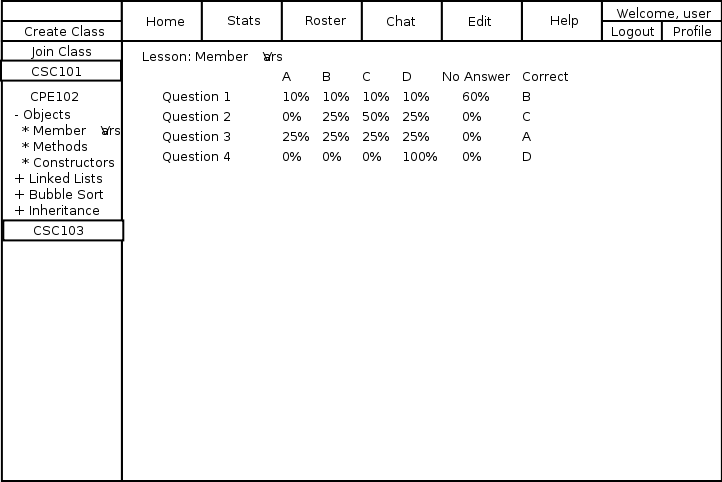 Home Stats Roster Chat Edit Help Welcome, user
Logout Profile
Create Class
Join Class
CSC101
CPE102
- Objects
* Member Vars
* Methods
* Constructors
+ Linked Lists
+ Bubble Sort
+ Inheritance
CSC103
Lesson: Member Vars
A B C D No Answer Correct
Question 1 10% 10% 10% 10% 60% B
Question 2 0% 25% 50% 25% 0% C
Question 3 25% 25% 25% 25% 0% A
Question 4 0% 0% 0% 100% 0% D